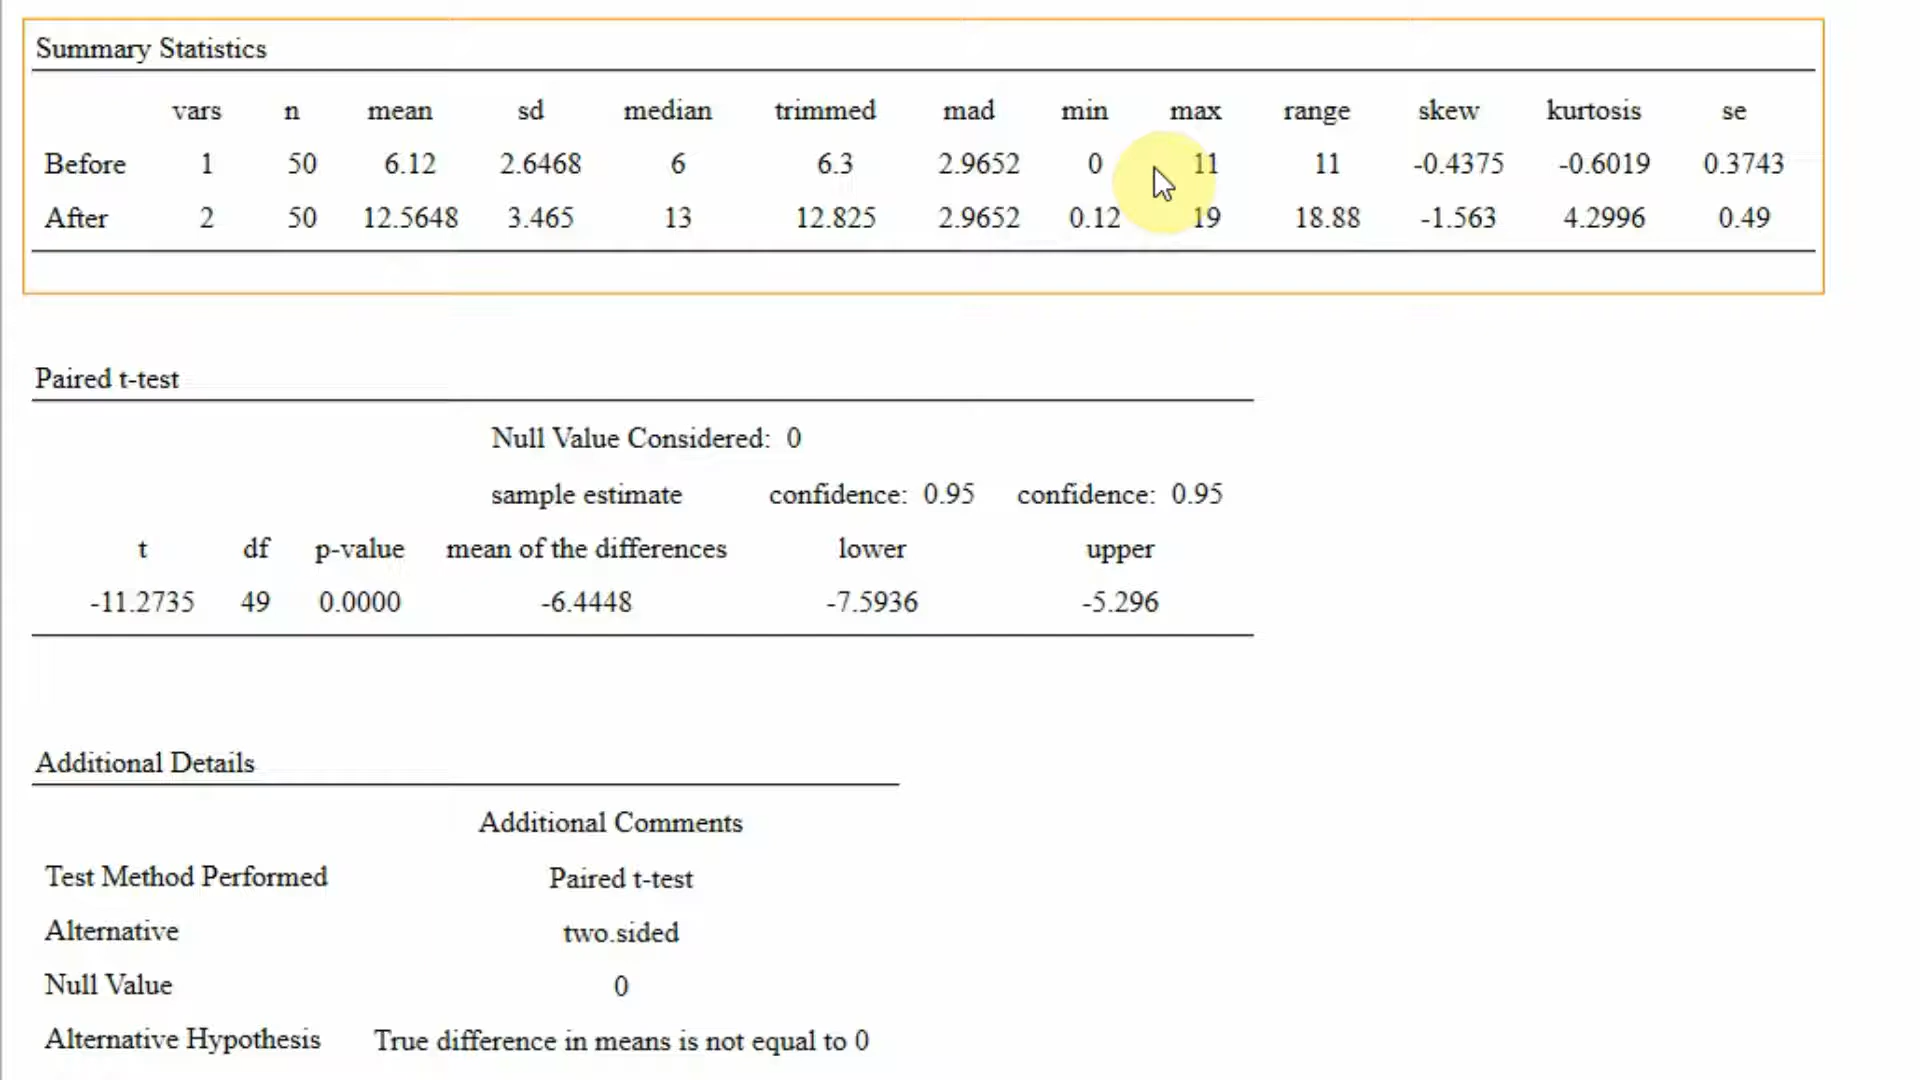 Summary Statistics
vars n mean sd median trimmed mad min max range skew kurtosis se
Before 1 50 6.12 2.6468 6 6.3 2.9652 0 11 11 -0.4375 -0.6019 0.3743
After 2 50 12.5648 3.465 13 12.825 2.9652 0.12 19 18.88 -1.563 4.2996 0.49
Paired t-test
Null Value Considered: 0
sample estimate confidence: 0.95 confidence: 0.95
t df p-value mean of the differences lower upper
-11.2735 49 0.0000 -6.4448 -7.5936 -5.296
Additional Details
Additional Comments
Test Method Performed Paired t-test
Alternative two.sided
Null Value 0
Alternative Hypothesis True difference in means is not equal to 0